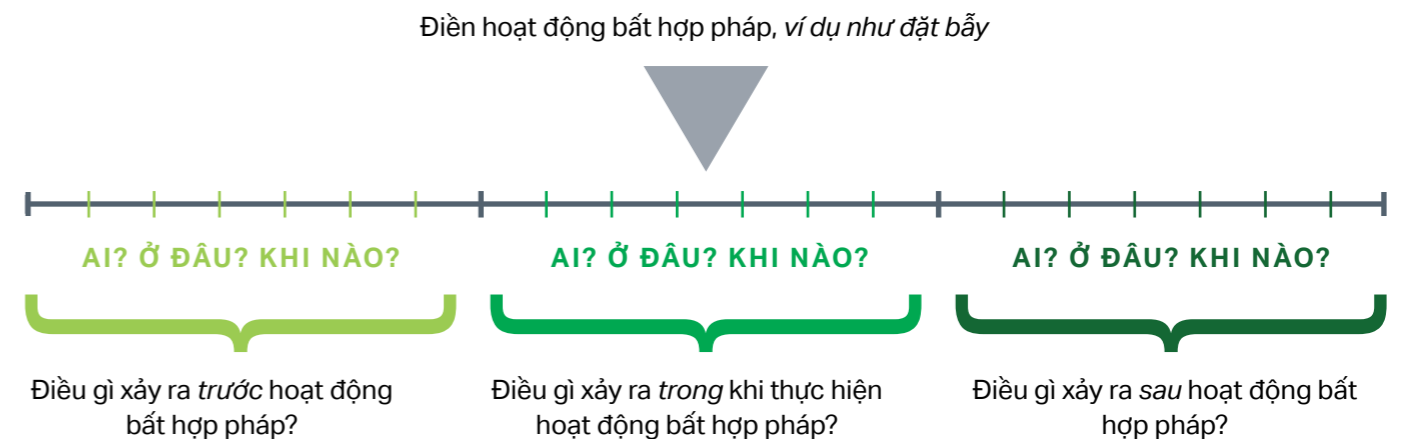 Điền hoạt động bất hợp pháp, ví dụ như đặt bẫy
AI? Ở ĐÂU? KHI NÀO?
AI? Ở ĐÂU? KHI NÀO?
AI? Ở ĐÂU? KHI NÀO?
Điều gì xảy ra trước hoạt động
bất hợp pháp?
Điều gì xảy ra trong khi thực hiện
hoạt động bất hợp pháp?
Điều gì xảy ra sau hoạt động bất
hợp pháp?